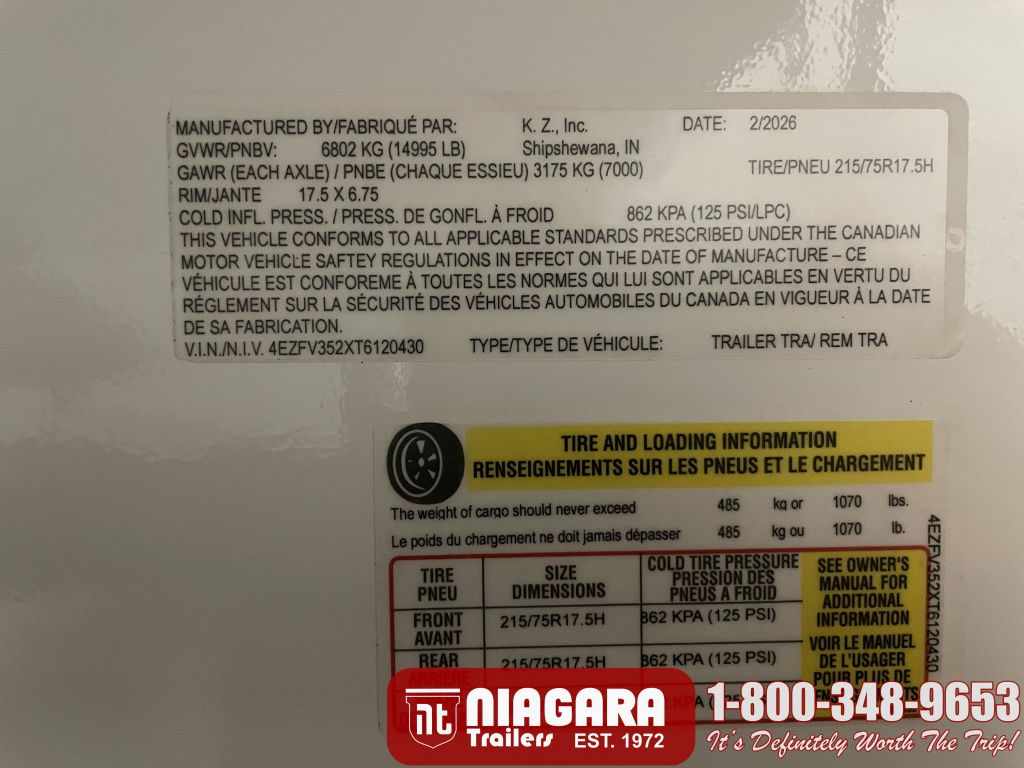 MANUFACTURED BY/FABRIQUÉ PAR: K. Z., Inc. DATE: 2/2026
GVWR/PNBV: 6802 KG (14995 LB) Shipshewana, IN
GAWR (EACH AXLE) / PNBE (CHAQUE ESSIEU) 3175 KG (7000) TIRE/PNEU 215/75R17.5H
RIM/JANTE 17.5 X 6.75
COLD INFL. PRESS. / PRESS. DE GONFL. À FROID 862 KPA (125 PSI/LPC)
THIS VEHICLE CONFORMS TO ALL APPLICABLE STANDARDS PRESCRIBED UNDER THE CANADIAN
MOTOR VEHICLE SAFTEY REGULATIONS IN EFFECT ON THE DATE OF MANUFACTURE – CE
VÉHICULE EST CONFOREME À TOUTES LES NORMES QUI LUI SONT APPLICABLES EN VERTU DU
RÉGLEMENT SUR LA SÉCURITÉ DES VÉHICLES AUTOMOBILES DU CANADA EN VIGUEUR À LA DATE
DE SA FABRICATION.
V.I.N./N.I.V. 4EZFV352XT6120430 TYPE/TYPE DE VÉHICULE: TRAILER TRA/ REM TRA
TIRE AND LOADING INFORMATION
RENSEIGNEMENTS SUR LES PNEUS ET LE CHARGEMENT
The weight of cargo should never exceed 485 kg or 1070 lbs.
Le poids du chargement ne doit jamais dépasser 485 kg ou 1070 lb.
TIRE
PNEU
SIZE
DIMENSIONS
COLD TIRE PRESSURE
PRESSION DES
PNEUS A FROID
FRONT
AVANT
215/75R17.5H
862 KPA (125 PSI)
REAR
ARRIERE
215/75R17.5H
862 KPA (125 PSI)
SEE OWNER'S
MANUAL FOR
ADDITIONAL
INFORMATION
VOIR LE MANUEL
DE L'USAGER
POUR PLUS DE
4EZFV352XT6120430
nt NIAGARA
Trailers EST. 1972
1-800-348-9653
It's Definitely Worth The Trip!